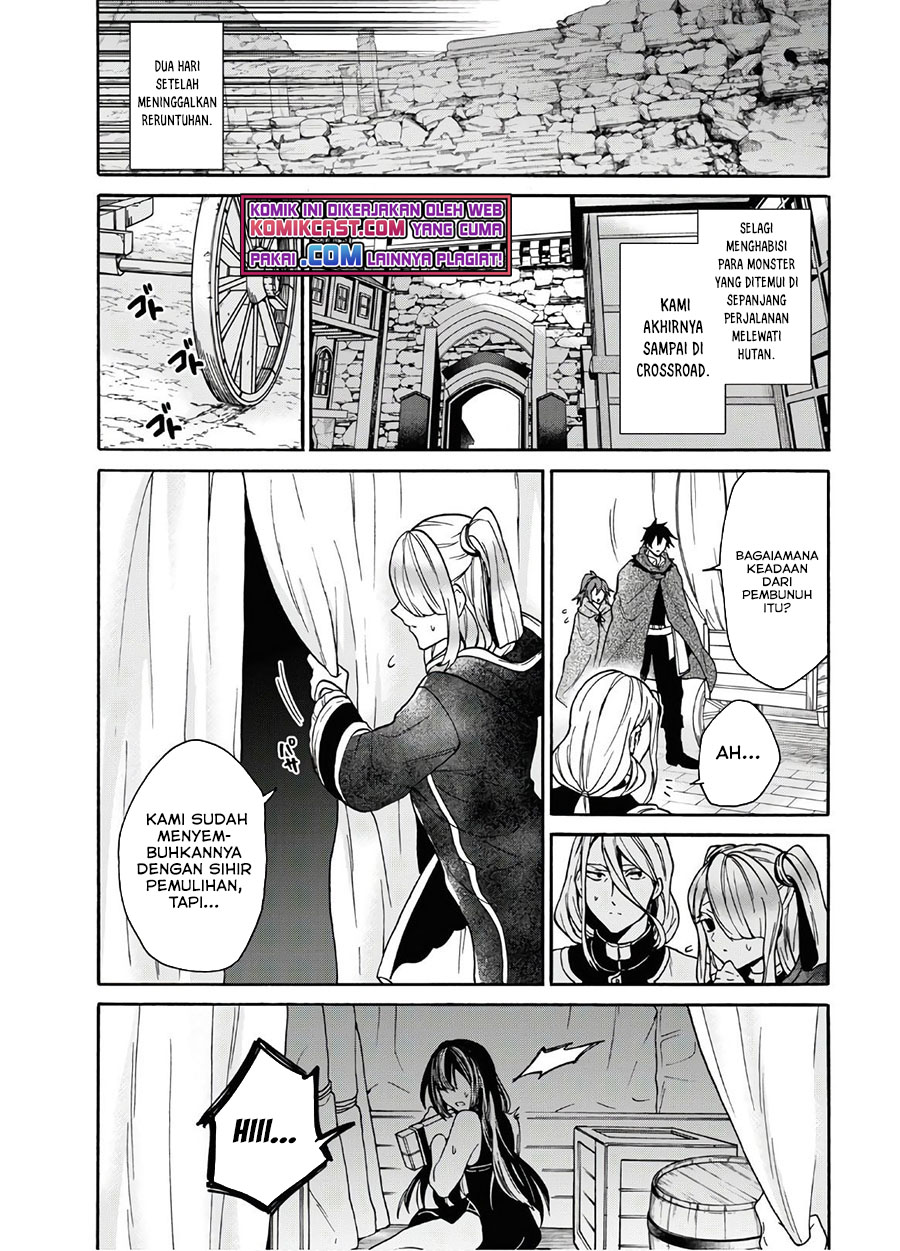 DUA HARI
SETELAH
MENINGGALKAN
RERUNTUHAN.
KOMIK INI DIKERJAKAN OLEH WEB
KOMIKCAST.COM YANG CUMA
PAKAI .COM LAINNYA PLAGIAT!
SELAGI
MENGHABISI
PARA MONSTER
YANG DITEMUI DI
SEPANJANG
PERJALANAN
MELEWATI
HUTAN.
KAMI
AKHIRNYA
SAMPAI DI
CROSSROAD.
ゴト
ゴト
ゴト
BAGAIAMANA
KEADAAN
DARI
PEMBUNUH
ITU?
AH...
パサ
KAMI SUDAH
MENYEM-
BUHKANNYA
DENGAN SIHIR
PEMULIHAN,
TAPI...
HIII...